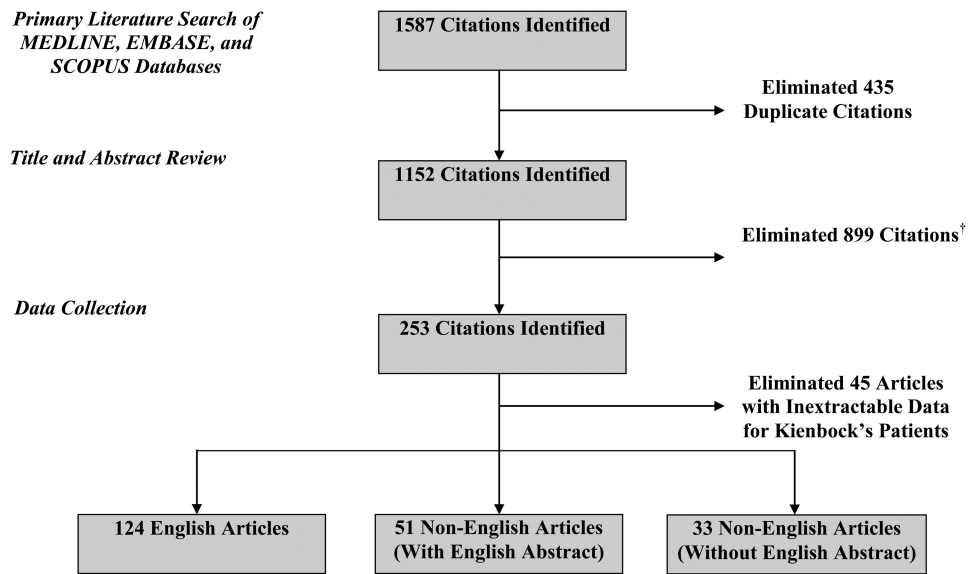 Primary Literature Search of
MEDLINE, EMBASE, and
SCOPUS Databases
1587 Citations Identified
Eliminated 435
Duplicate Citations
Title and Abstract Review
1152 Citations Identified
Eliminated 899 Citations†
Data Collection
253 Citations Identified
Eliminated 45 Articles
with Inextractable Data
for Kienbock's Patients
124 English Articles
51 Non-English Articles
(With English Abstract)
33 Non-English Articles
(Without English Abstract)